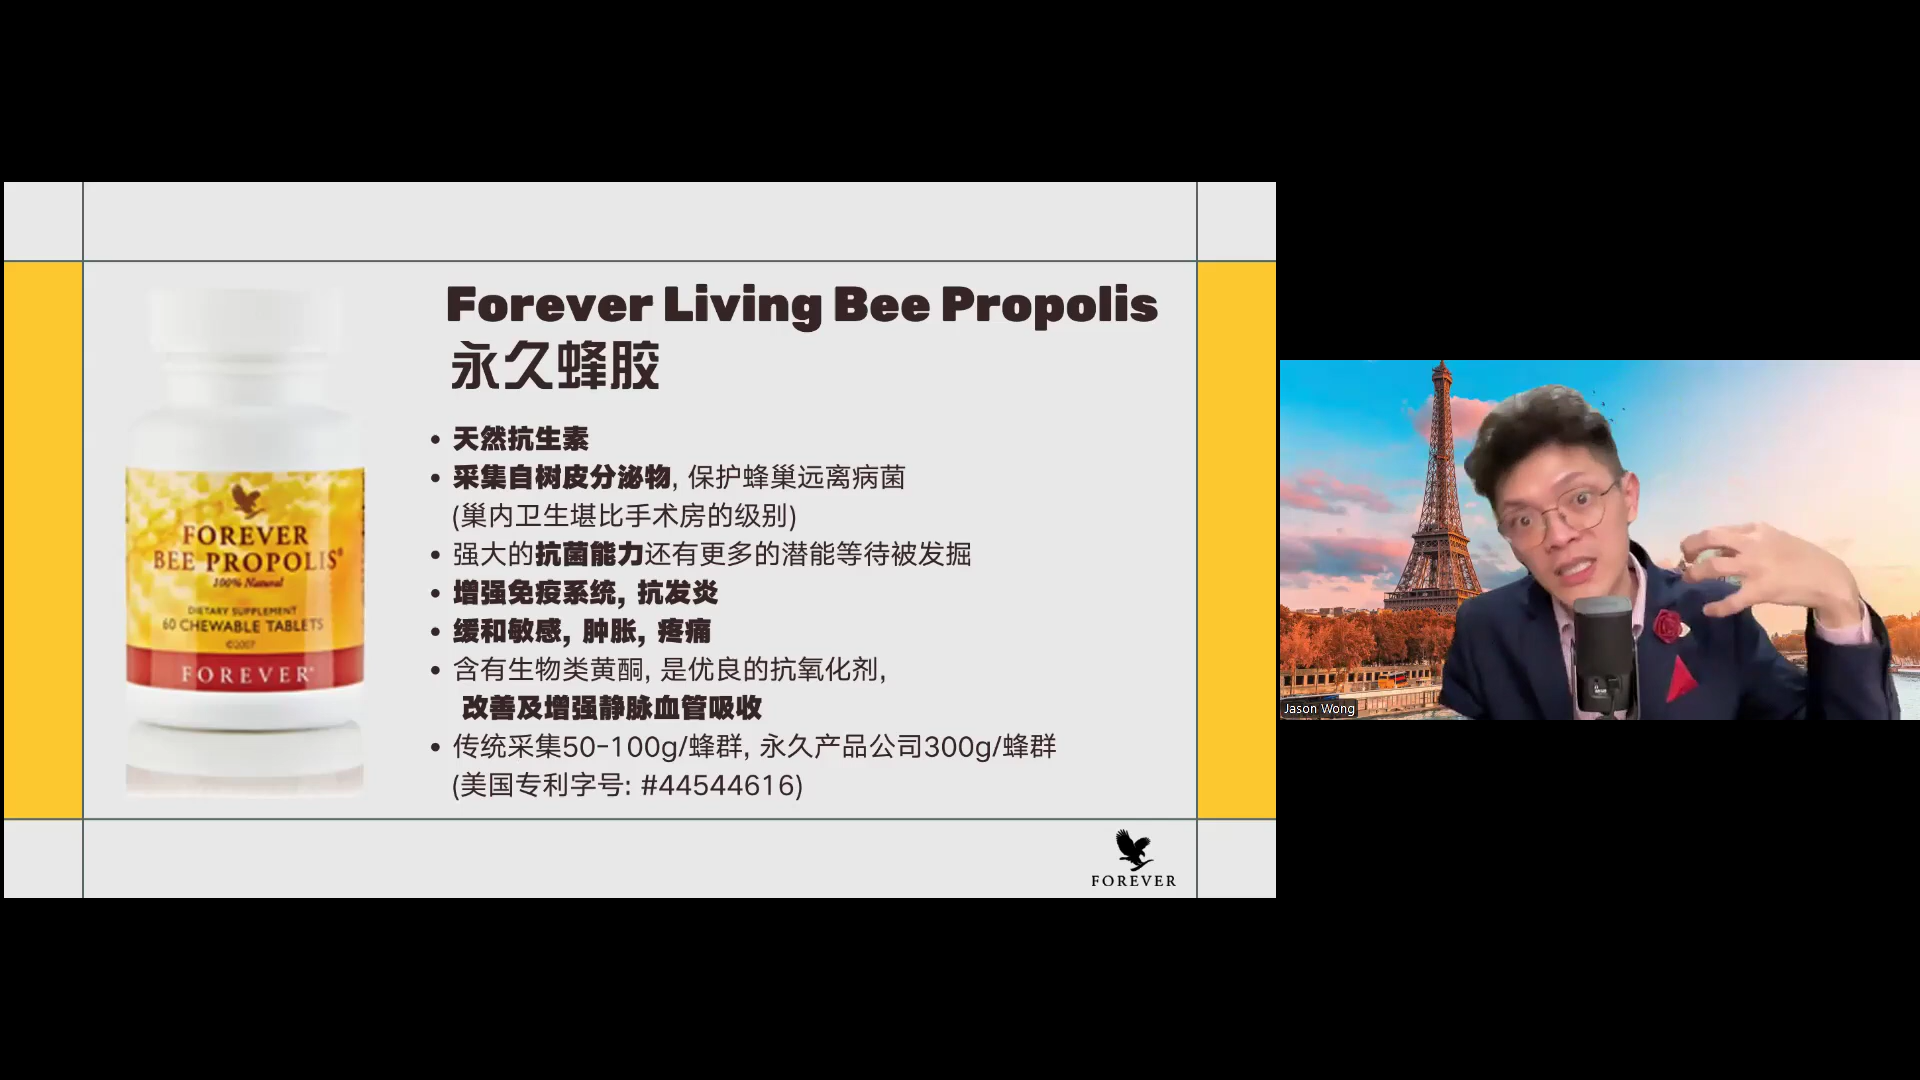 Forever Living Bee Propolis
永久蜂胶
• 天然抗生素
• 采集自树皮分泌物, 保护蜂巢远离病菌
(巢内卫生堪比手术房的级别)
• 强大的抗菌能力还有更多的潜能等待被发掘
• 增强免疫系统, 抗发炎
• 缓和敏感, 肿胀, 疼痛
• 含有生物类黄酮, 是优良的抗氧化剂,
改善及增强静脉血管吸收
• 传统采集50-100g/蜂群, 永久产品公司300g/蜂群
(美国专利字号: #44544616)
FOREVER
BEE PROPOLIS®
100% Natural
DIETARY SUPPLEMENT
60 CHEWABLE TABLETS
©2007
FOREVER®
FOREVER
Jason Wong